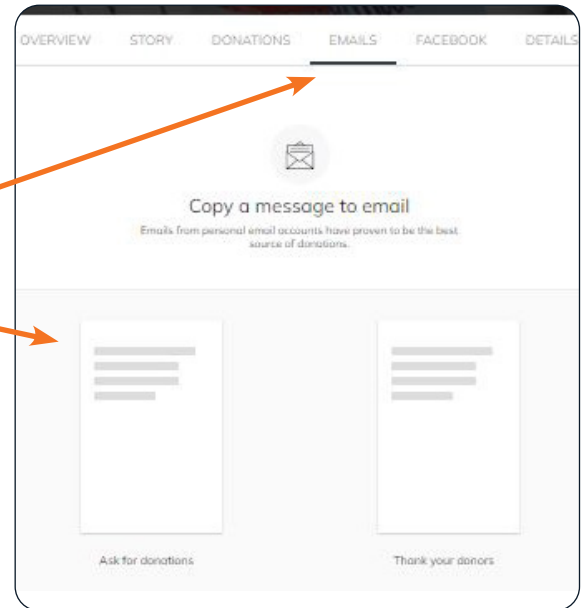 OVERVIEW STORY DONATIONS EMAILS FACEBOOK DETAILS
Copy a message to email
Emails from personal email accounts have proven to be the best
source of donations.
Ask for donations Thank your donors